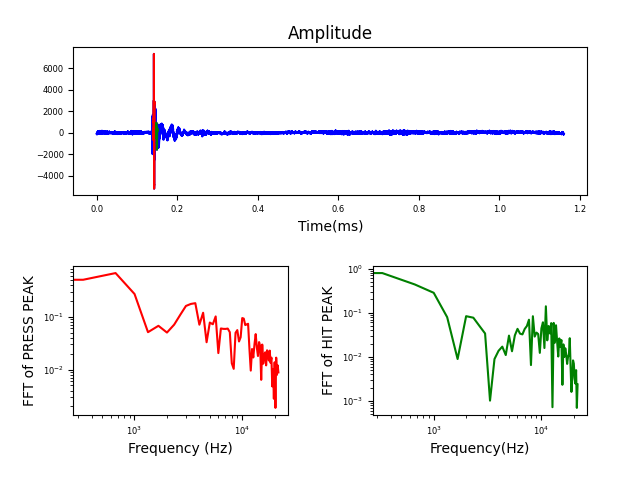 Amplitude
6000
4000
2000
0
−2000
−4000
0.0 0.2 0.4 0.6 0.8 1.0 1.2
Time(ms)
FFT of PRESS PEAK
10⁻¹
10⁻²
10³ 10⁴
Frequency (Hz)
FFT of HIT PEAK
10⁰
10⁻¹
10⁻²
10⁻³
10³ 10⁴
Frequency(Hz)